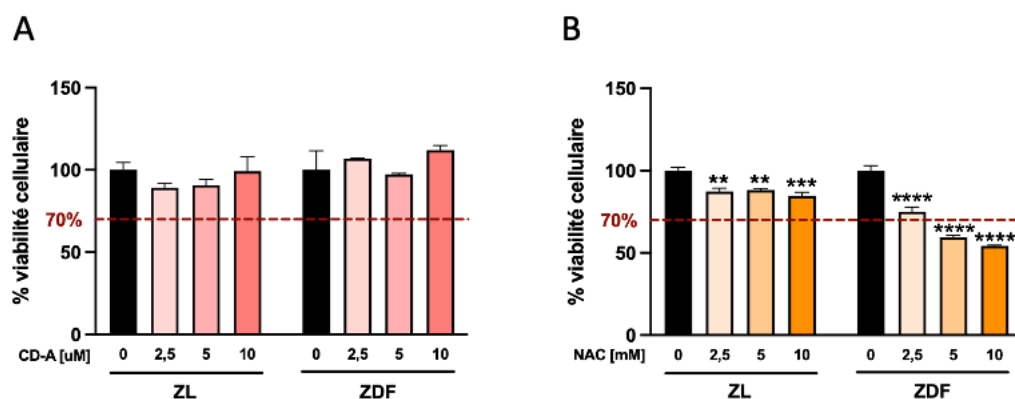 A
% viabilité cellulaire
150
100
70%
50
0
CD-A [uM]
0 2,5 5 10 0 2,5 5 10
ZL ZDF
B
% viabilité cellulaire
150
100
70%
50
0
** ** *** **** **** ****
NAC [mM]
0 2,5 5 10 0 2,5 5 10
ZL ZDF